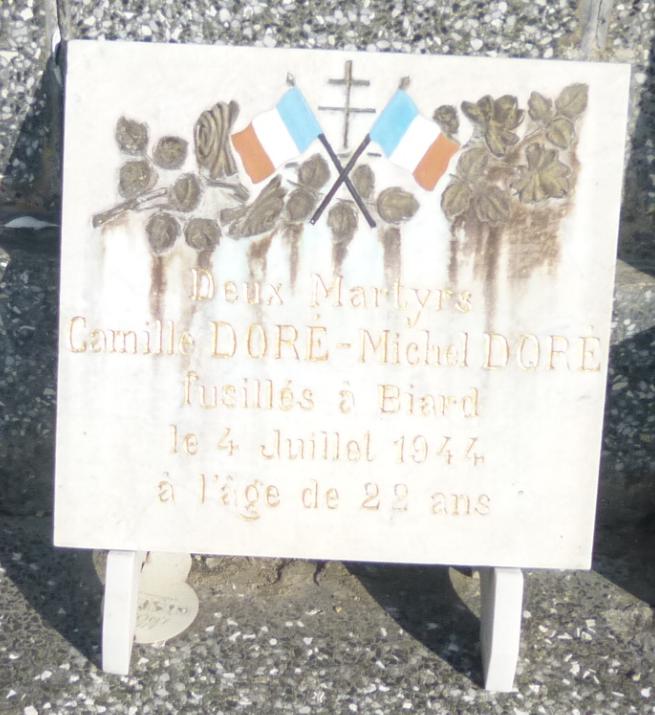 Deux Martyrs
Camille DORÉ - Michel DORÉ
fusillés à Biard
le 4 Juillet 1944
à l'âge de 22 ans